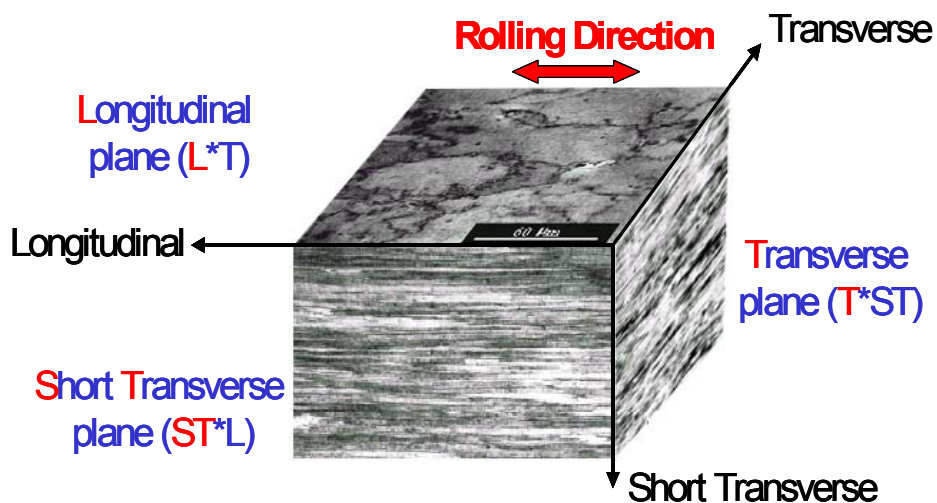 Rolling Direction
Transverse
Longitudinal
plane (L*T)
Longitudinal
60 μm
Transverse
plane (T*ST)
Short Transverse
plane (ST*L)
Short Transverse